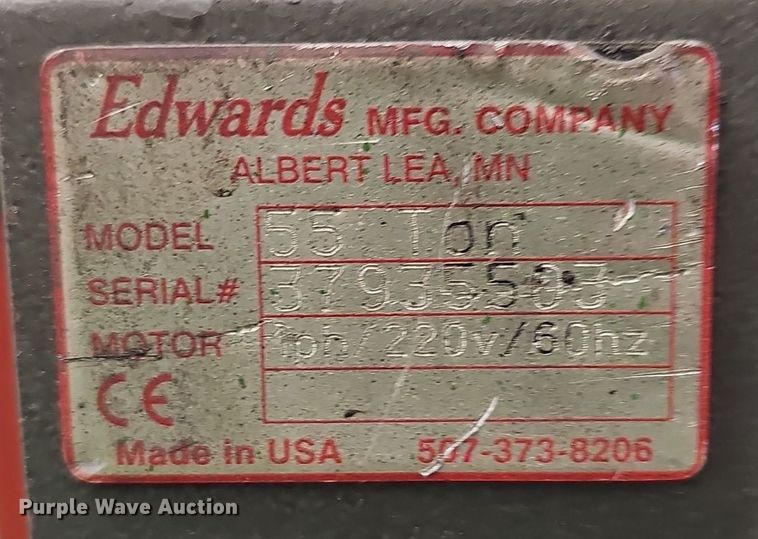 Edwards MFG. COMPANY
ALBERT LEA, MN
MODEL 55 Ton
SERIAL#
MOTOR 1ph/220v/60hz
CE
Made in USA 507-373-8206
Purple Wave Auction